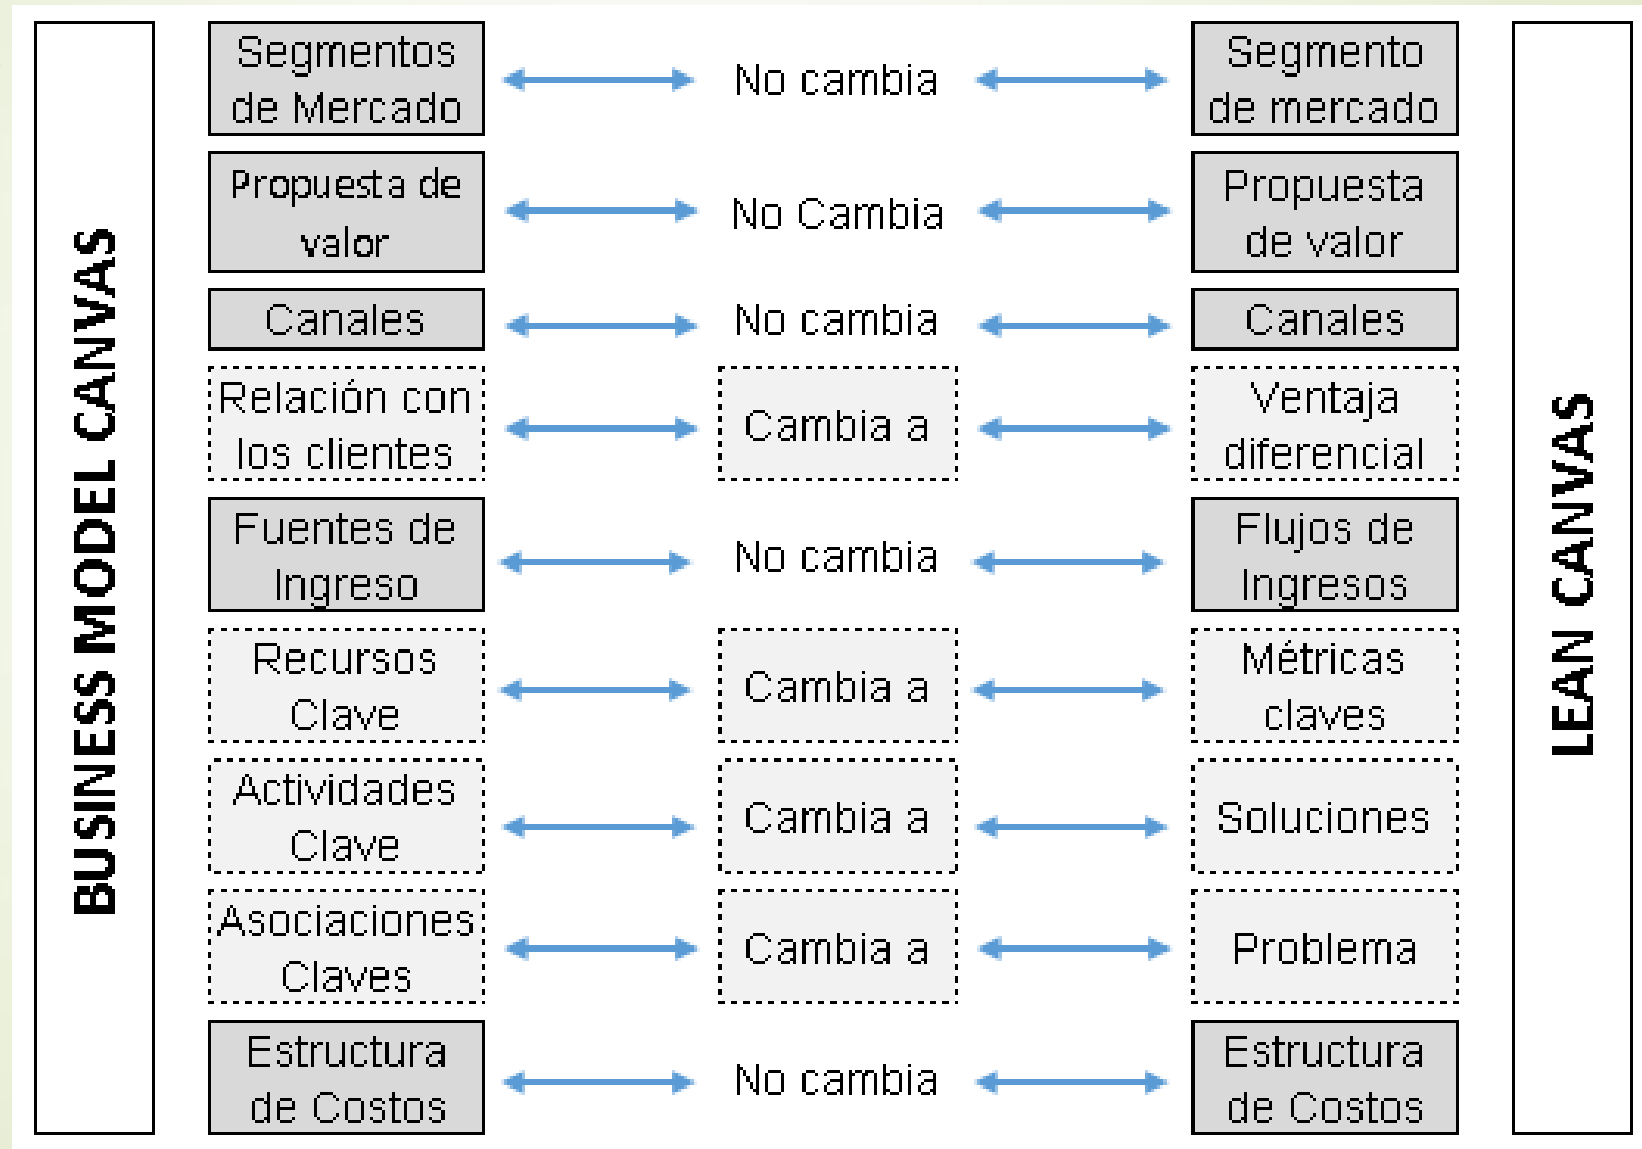 BUSINESS MODEL CANVAS
Segmentos
de Mercado
No cambia
Segmento
de mercado
Propuesta de
valor
No Cambia
Propuesta
de valor
Canales
No cambia
Canales
Relación con
los clientes
Cambia a
Ventaja
diferencial
Fuentes de
Ingreso
No cambia
Flujos de
Ingresos
Recursos
Clave
Cambia a
Métricas
claves
Actividades
Clave
Cambia a
Soluciones
Asociaciones
Claves
Cambia a
Problema
Estructura
de Costos
No cambia
Estructura
de Costos
LEAN CANVAS